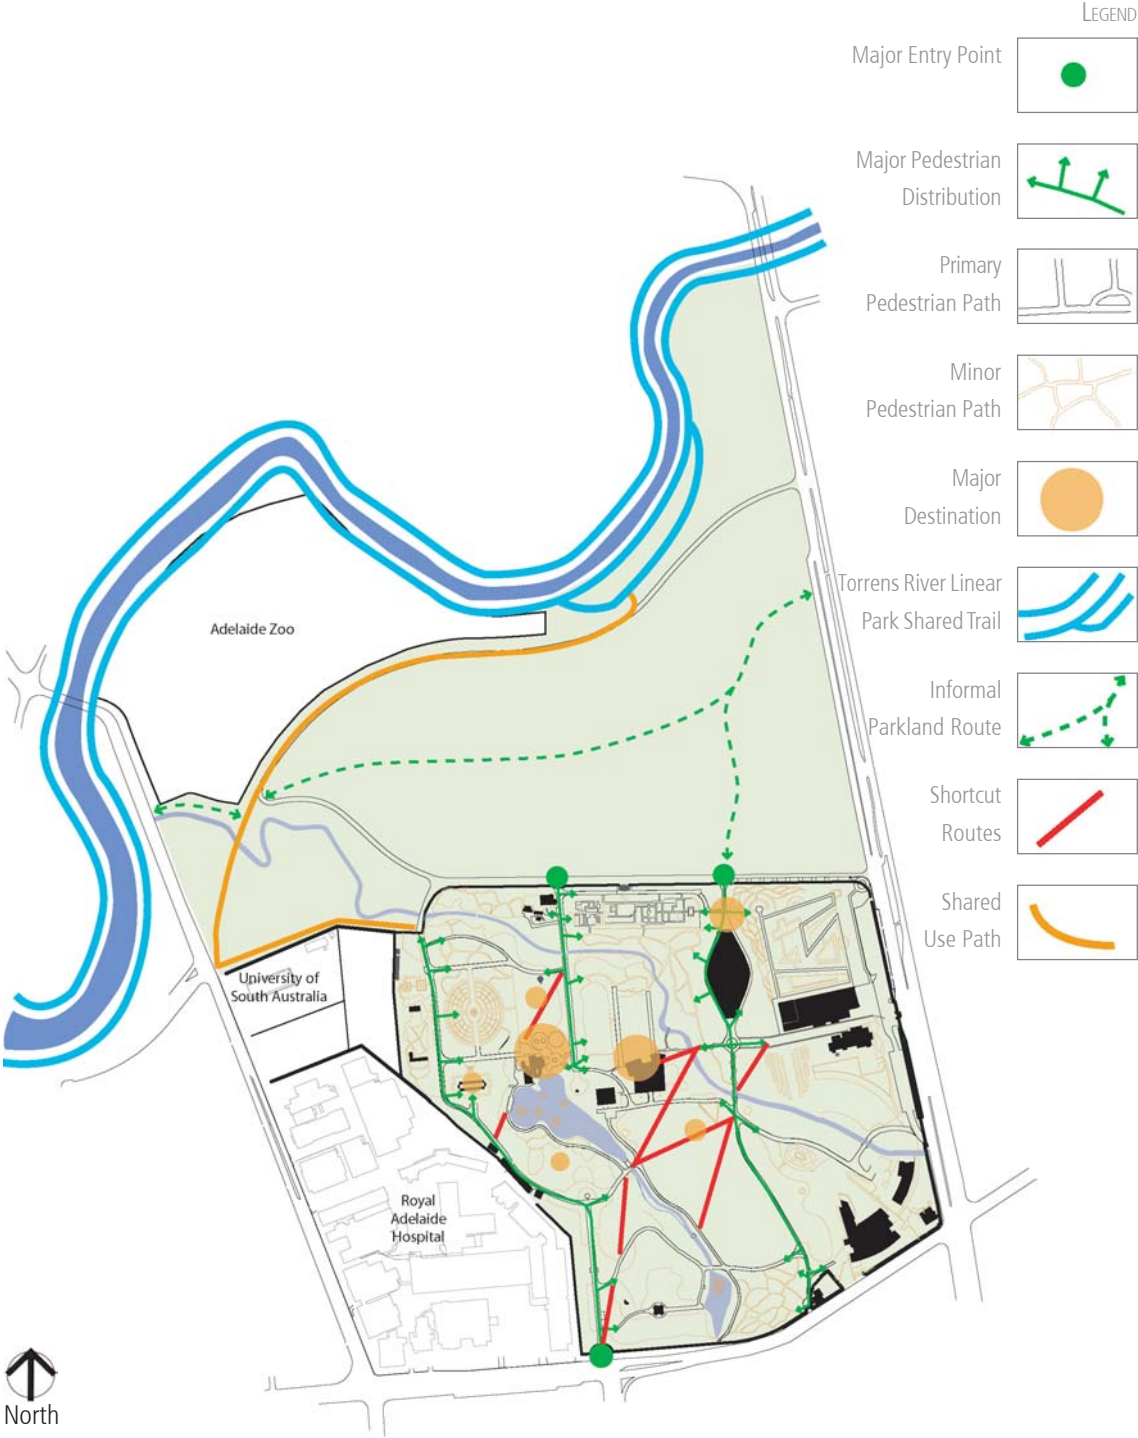 LEGEND
Major Entry Point
Major Pedestrian
Distribution
Primary
Pedestrian Path
Minor
Pedestrian Path
Major
Destination
Torrens River Linear
Park Shared Trail
Informal
Parkland Route
Shortcut
Routes
Shared
Use Path
Adelaide Zoo
University of
South Australia
Royal
Adelaide
Hospital
North